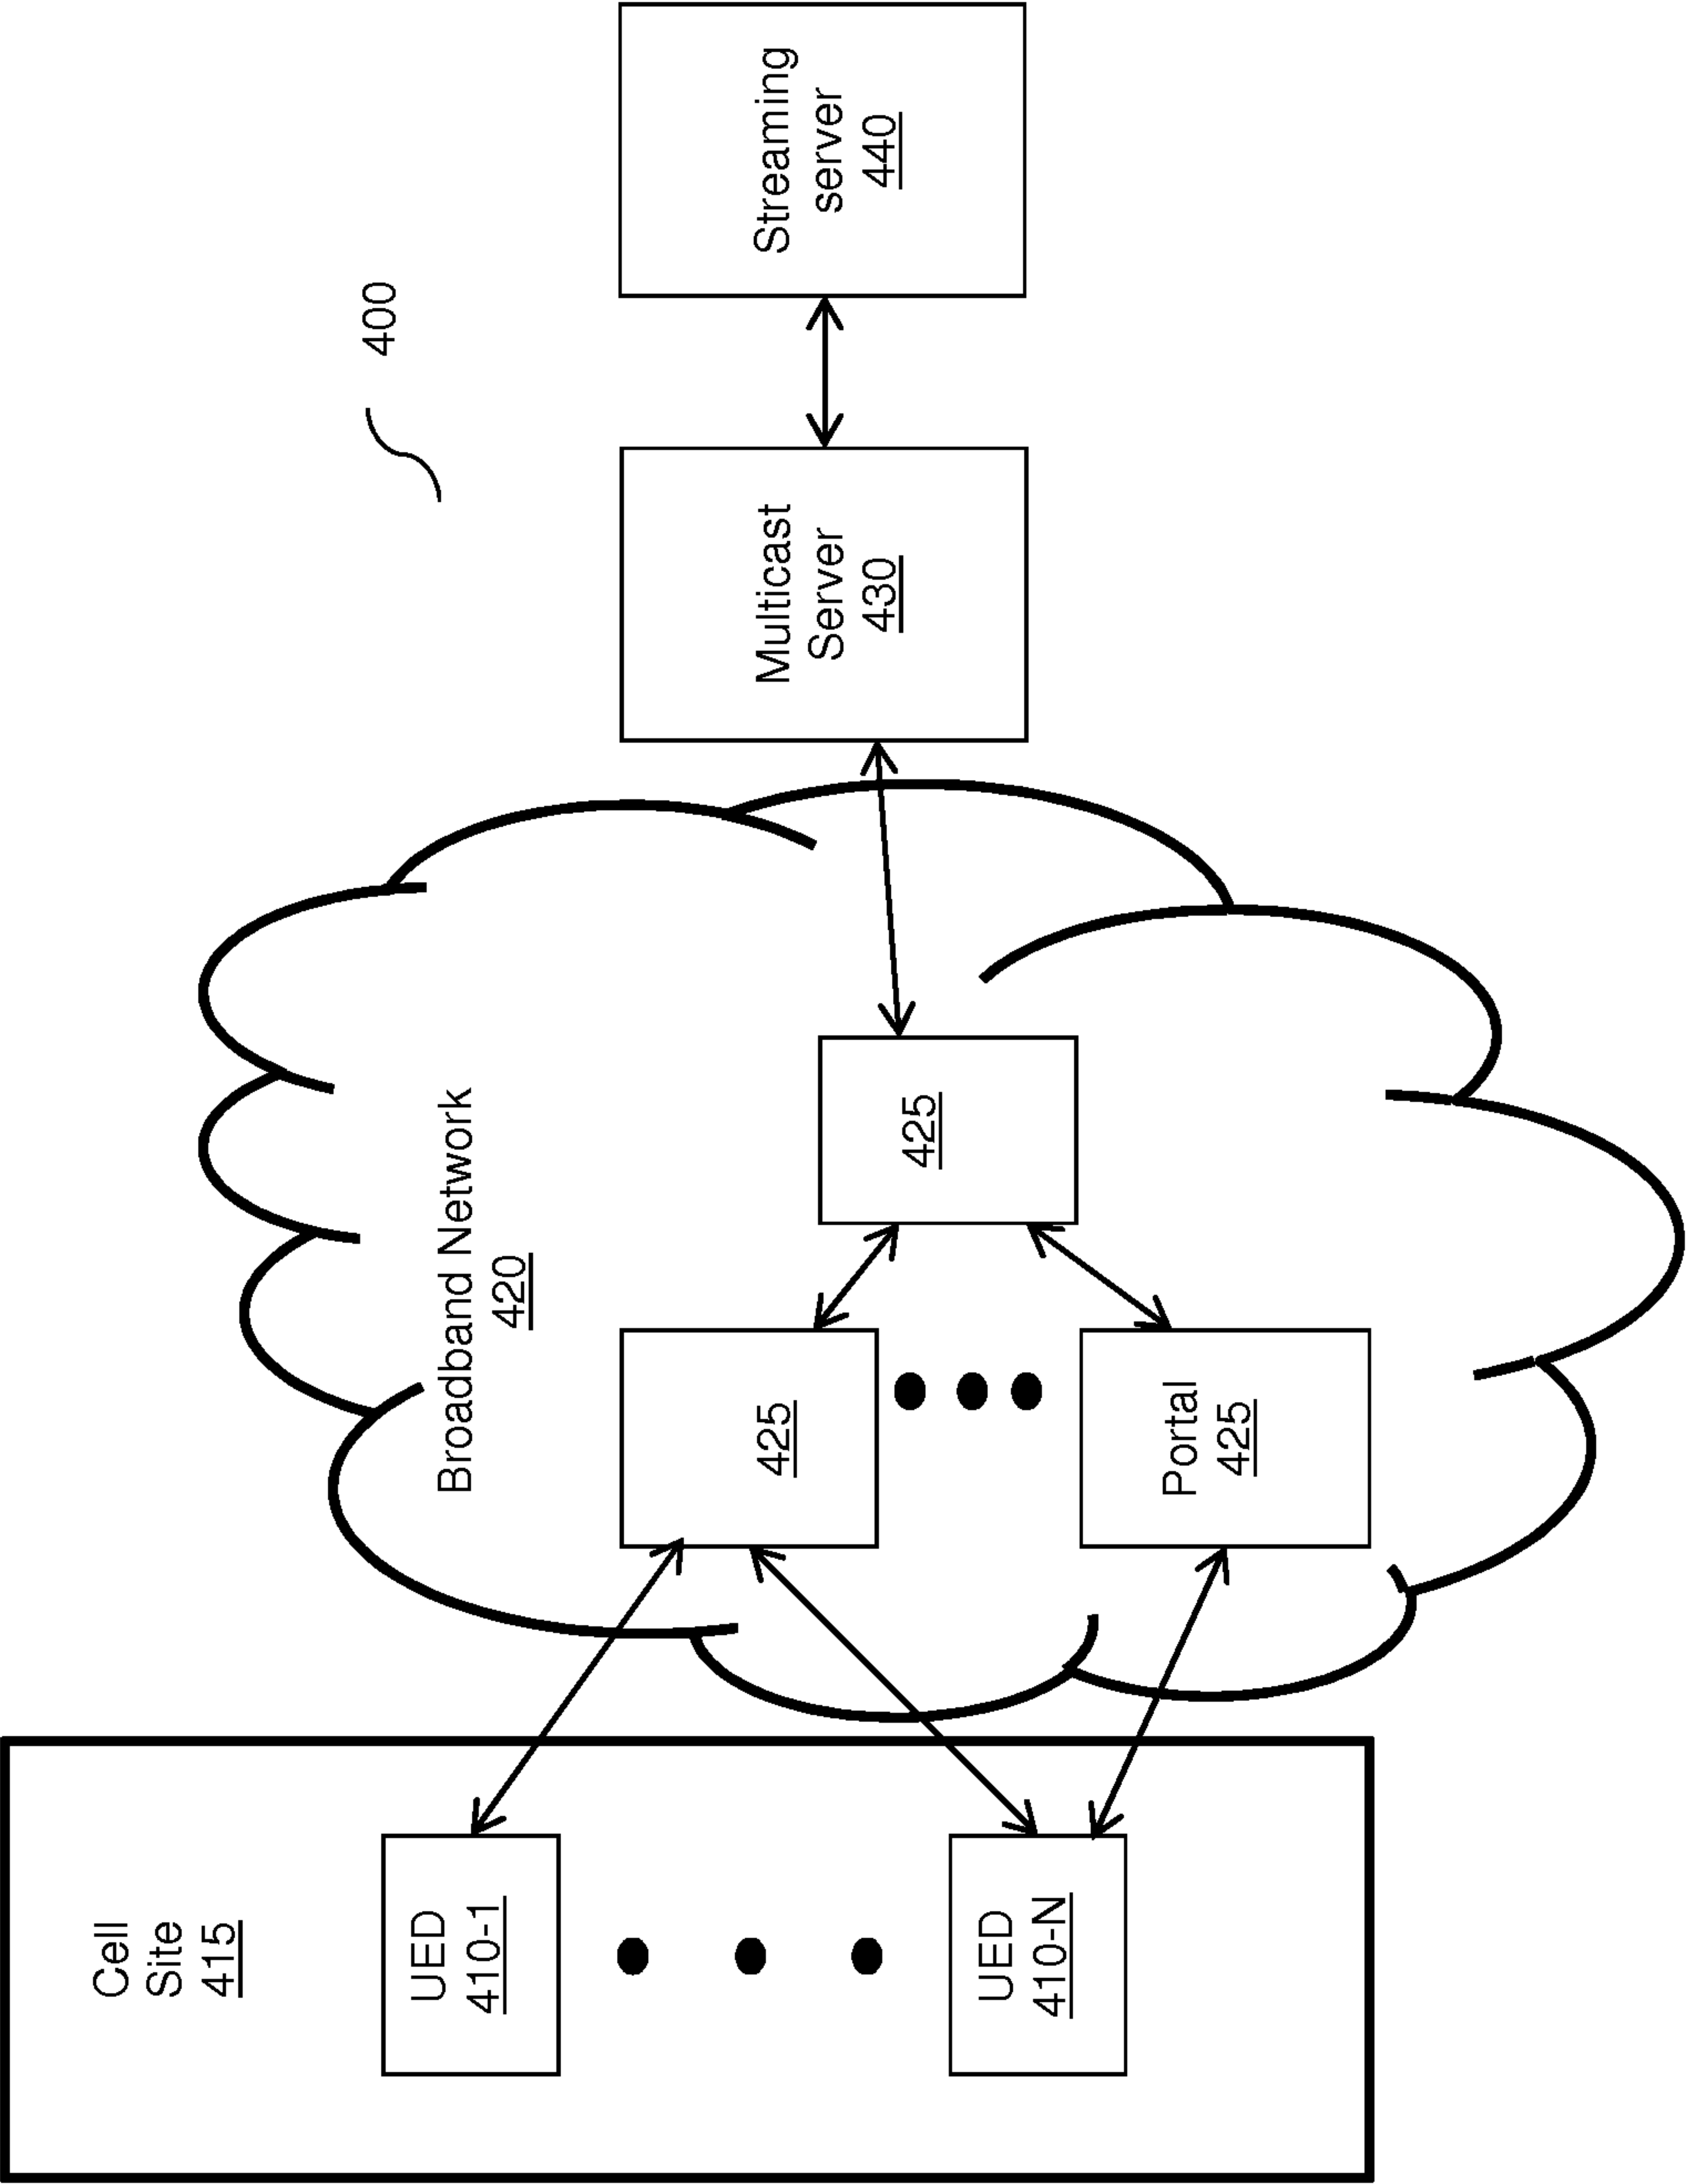 400
Cell
Site
415
UED
410-1
UED
410-N
Broadband Network
420
425
Portal
425
425
Multicast
Server
430
Streaming
server
440